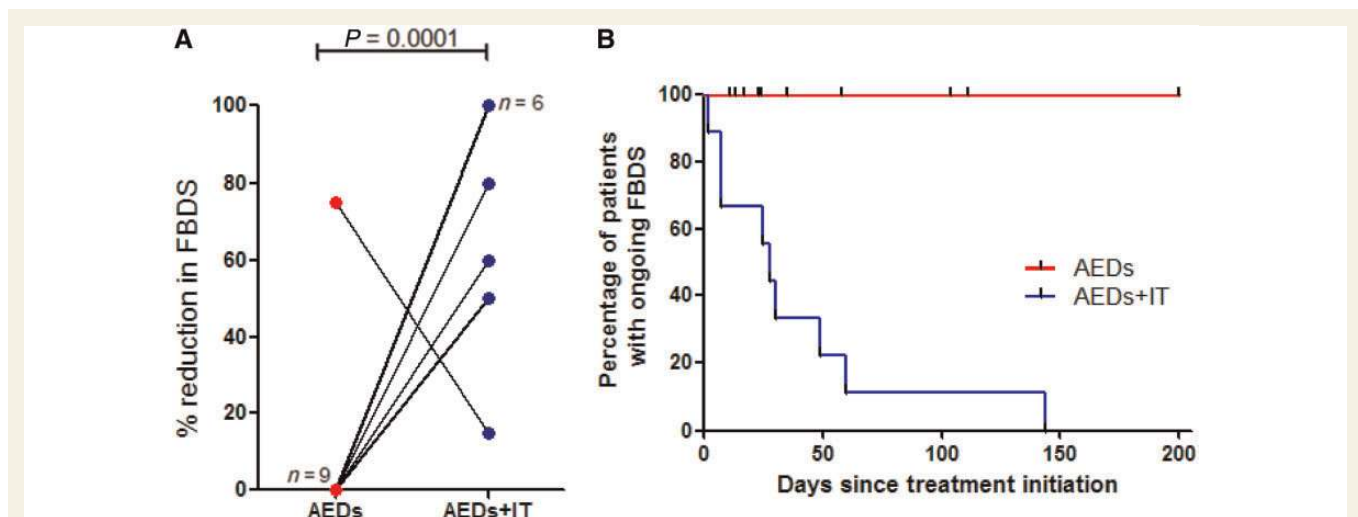 A
P = 0.0001
% reduction in FBDS
100
80
60
40
20
0
n = 6
n = 9
AEDs
AEDs+IT
B
Percentage of patients
with ongoing FBDS
100
80
60
40
20
0
0
50
100
150
200
Days since treatment initiation
AEDs
AEDs+IT